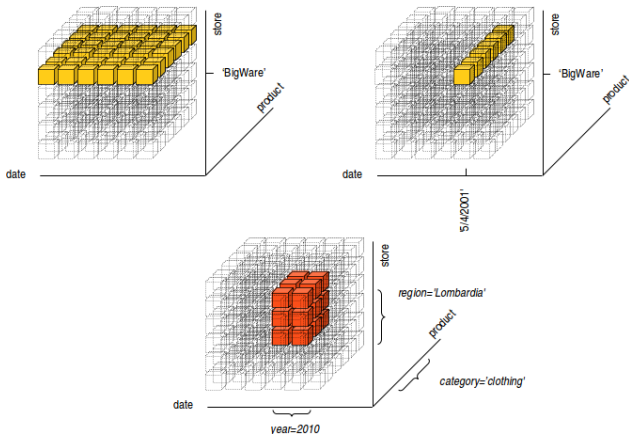 store
'BigWare'
product
date
store
'BigWare'
product
date
'5/4/2001'
store
region='Lombardia'
product
category='clothing'
date
year=2010